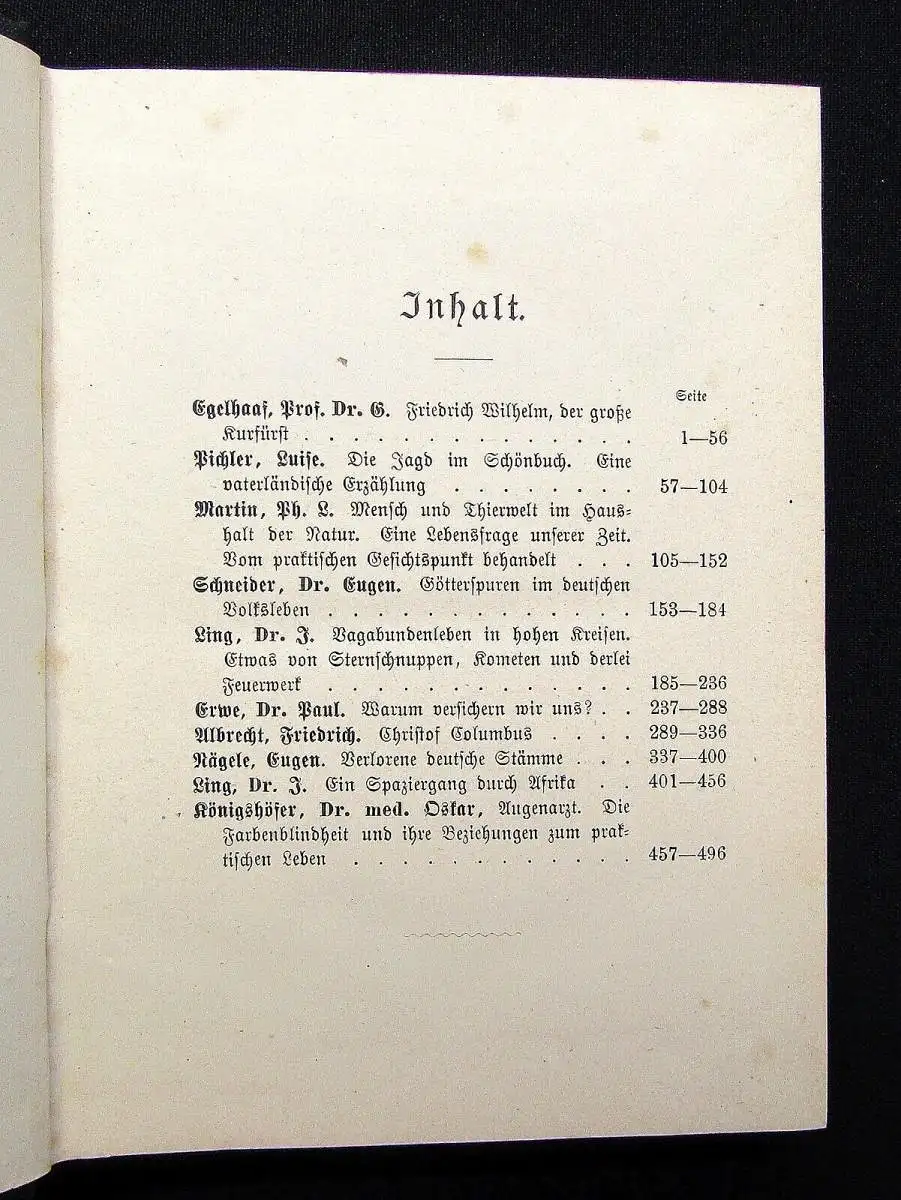 Inhalt.
Seite
Egelhaaf, Prof. Dr. G. Friedrich Wilhelm, der große
Kurfürst . . . . . . . . . . . . . . 1—56
Pichler, Luise. Die Jagd im Schönbuch. Eine
vaterländische Erzählung . . . . . . . . 57—104
Martin, Ph. L. Mensch und Thierwelt im Haus-
halt der Natur. Eine Lebensfrage unserer Zeit.
Vom praktischen Gesichtspunkt behandelt . . . 105—152
Schneider, Dr. Eugen. Götterspuren im deutschen
Volksleben . . . . . . . . . . . . . 153—184
Ling, Dr. J. Vagabundenleben in hohen Kreisen.
Etwas von Sternschnuppen, Kometen und derlei
Feuerwerk . . . . . . . . . . . . . 185—236
Erwe, Dr. Paul. Warum versichern wir uns? . . 237—288
Albrecht, Friedrich. Christof Columbus . . . . 289—336
Nägele, Eugen. Verlorene deutsche Stämme . . . 337—400
Ling, Dr. J. Ein Spaziergang durch Afrika . . 401—456
Königshöfer, Dr. med. Oskar, Augenarzt. Die
Farbenblindheit und ihre Beziehungen zum prak-
tischen Leben . . . . . . . . . . . . 457—496